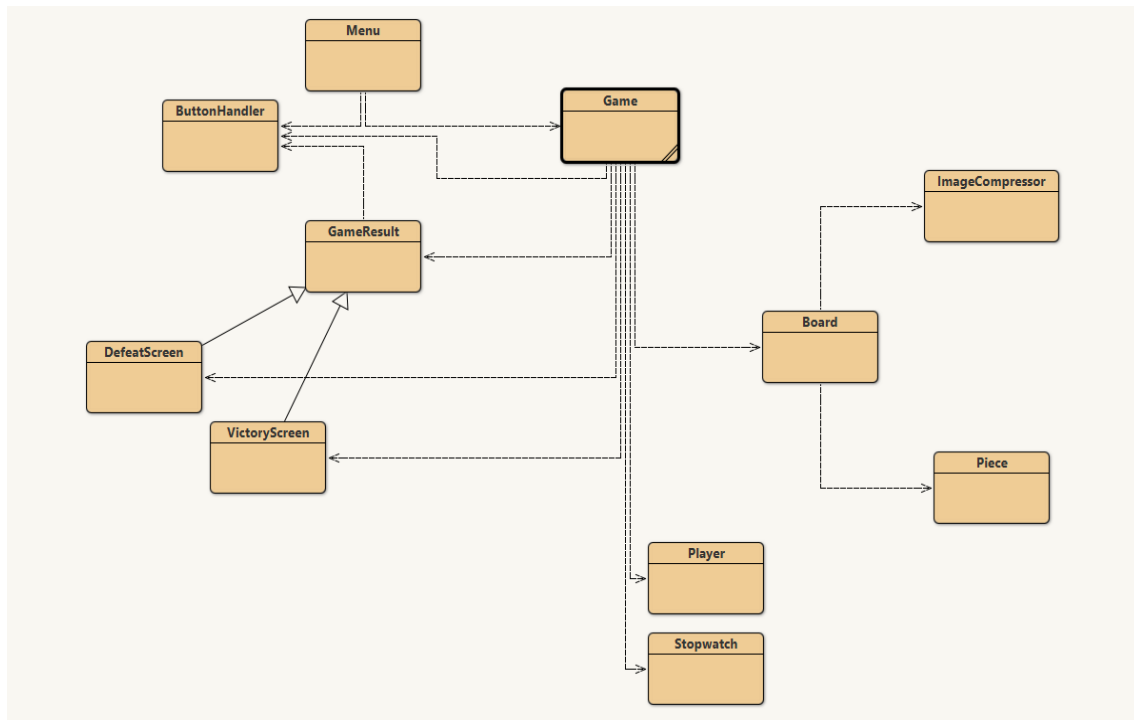 Menu
Game
ButtonHandler
ImageCompressor
GameResult
Board
DefeatScreen
VictoryScreen
Piece
Player
Stopwatch